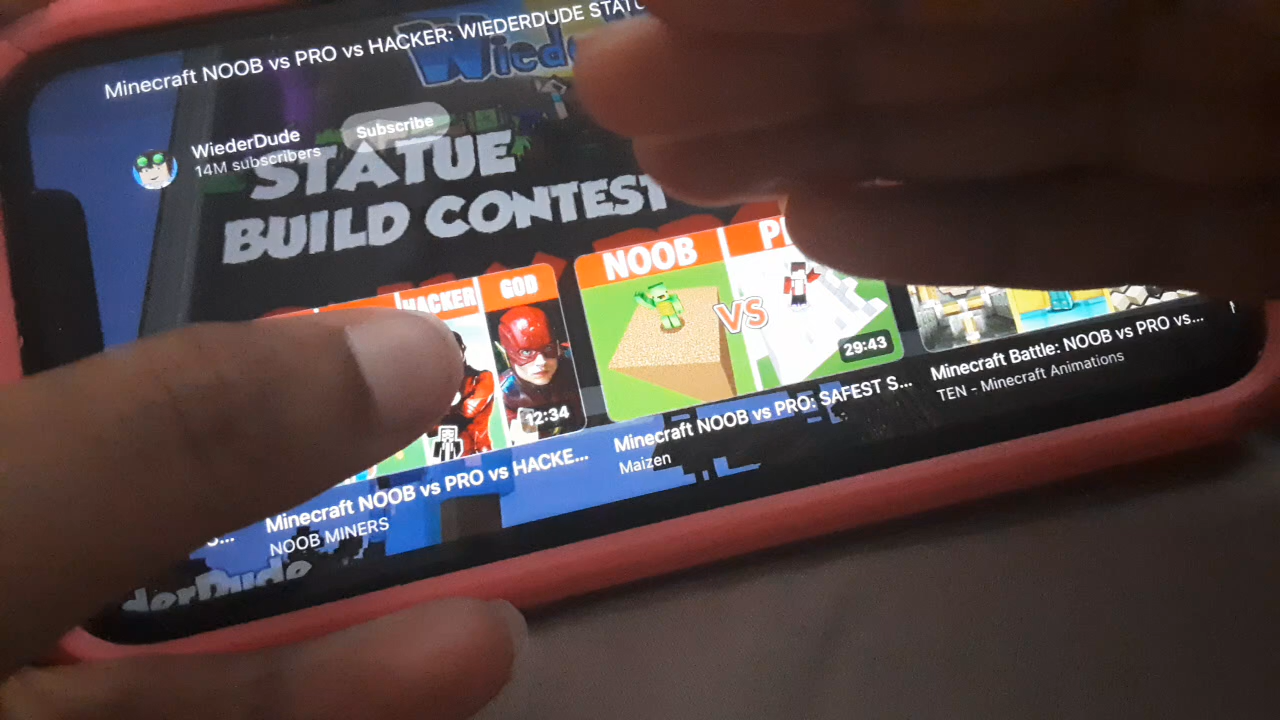 Minecraft NOOB vs PRO vs HACKER: WIEDERDUDE STATU
Wiede
WiederDude
Subscribe
14M subscribers
STATUE
BUILD CONTEST
HACKER
GOD
NOOB
VS
12:34
29:43
Minecraft NOOB vs PRO vs HACKE...
NOOB MINERS
Minecraft NOOB vs PRO: SAFEST S...
Maizen
Minecraft Battle: NOOB vs PRO vs...
TEN - Minecraft Animations
s...
derDude